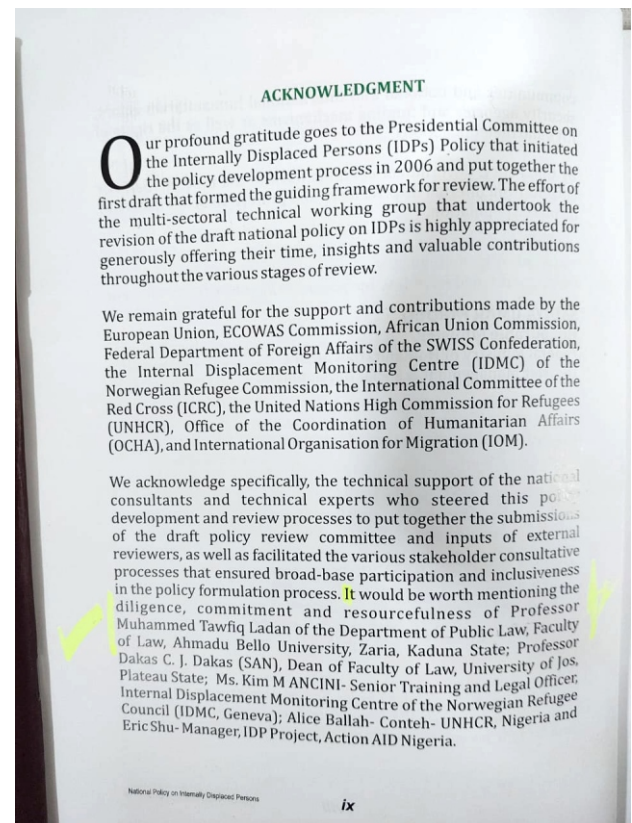 ACKNOWLEDGMENT
Our profound gratitude goes to the Presidential Committee on
the Internally Displaced Persons (IDPs) Policy that initiated
the policy development process in 2006 and put together the
first draft that formed the guiding framework for review. The effort of
the multi-sectoral technical working group that undertook the
revision of the draft national policy on IDPs is highly appreciated for
generously offering their time, insights and valuable contributions
throughout the various stages of review.
We remain grateful for the support and contributions made by the
European Union, ECOWAS Commission, African Union Commission,
Federal Department of Foreign Affairs of the SWISS Confederation,
the Internal Displacement Monitoring Centre (IDMC) of the
Norwegian Refugee Commission, the International Committee of the
Red Cross (ICRC), the United Nations High Commission for Refugees
(UNHCR), Office of the Coordination of Humanitarian Affairs
(OCHA), and International Organisation for Migration (IOM).
We acknowledge specifically, the technical support of the national
consultants and technical experts who steered this policy
development and review processes to put together the submissions
of the draft policy review committee and inputs of external
reviewers, as well as facilitated the various stakeholder consultative
processes that ensured broad-base participation and inclusiveness
in the policy formulation process. It would be worth mentioning the
diligence, commitment and resourcefulness of Professor
Muhammed Tawfiq Ladan of the Department of Public Law, Faculty
of Law, Ahmadu Bello University, Zaria, Kaduna State; Professor
Dakas C. J. Dakas (SAN), Dean of Faculty of Law, University of Jos,
Plateau State; Ms. Kim M ANCINI- Senior Training and Legal Officer,
Internal Displacement Monitoring Centre of the Norwegian Refugee
Council (IDMC, Geneva); Alice Ballah- Conteh- UNHCR, Nigeria and
Eric Shu- Manager, IDP Project, Action AID Nigeria.
National Policy on Internally Displaced Persons
ix